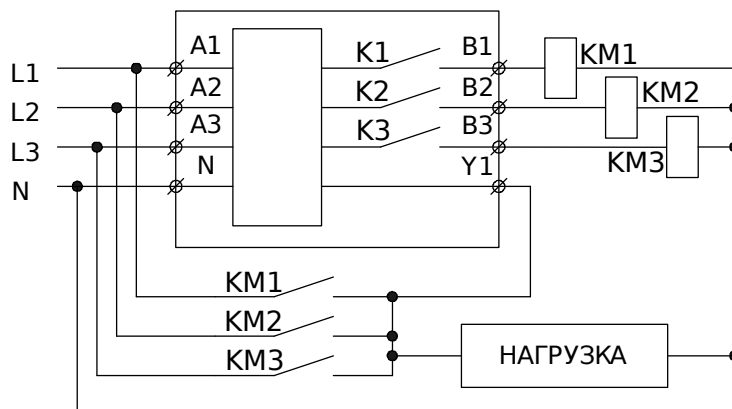 A1 K1 B1 KM1
L1
A2 K2 B2 KM2
L2
A3 K3 B3
L3
N Y1 KM3
N
KM1
KM2
KM3
НАГРУЗКА